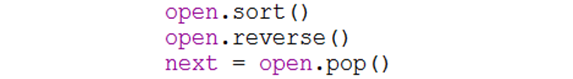 open.sort()
open.reverse()
next = open.pop()